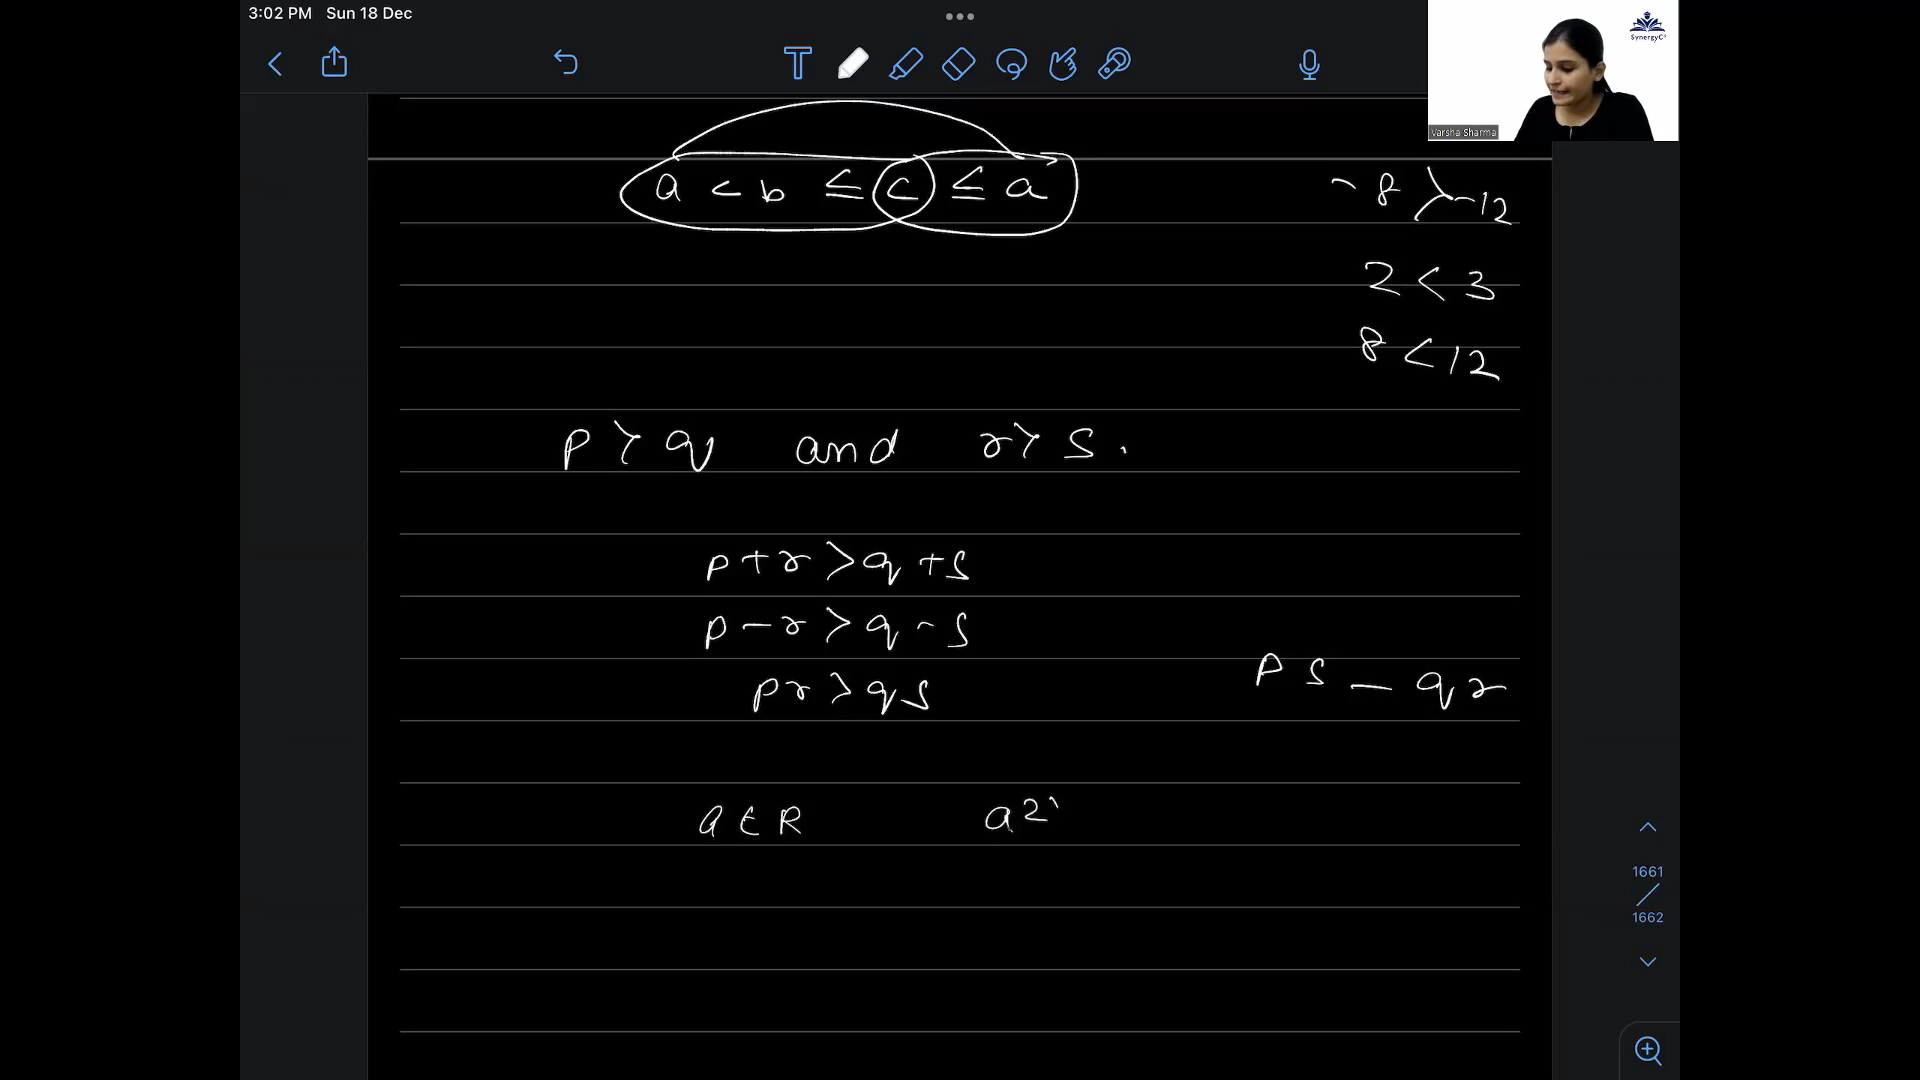 3:02 PM Sun 18 Dec
SynergyC²
Varsha Sharma
a < b ≤ c ≤ a
- 8 > -12
2 < 3
8 < 12
p > q and r > s .
p + r > q + s
p - r > q - s
pr > qs
ps - qr
a ∈ R a2
1661
1662